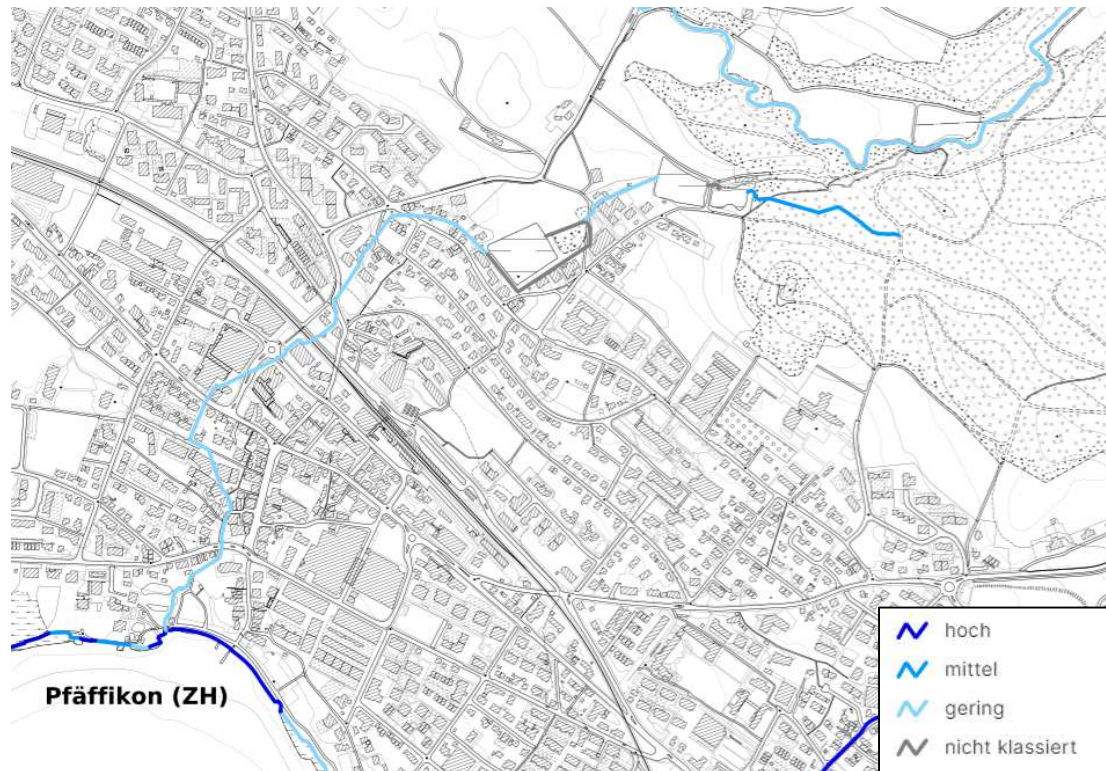 Pfäffikon (ZH)
hoch
mittel
gering
nicht klassiert